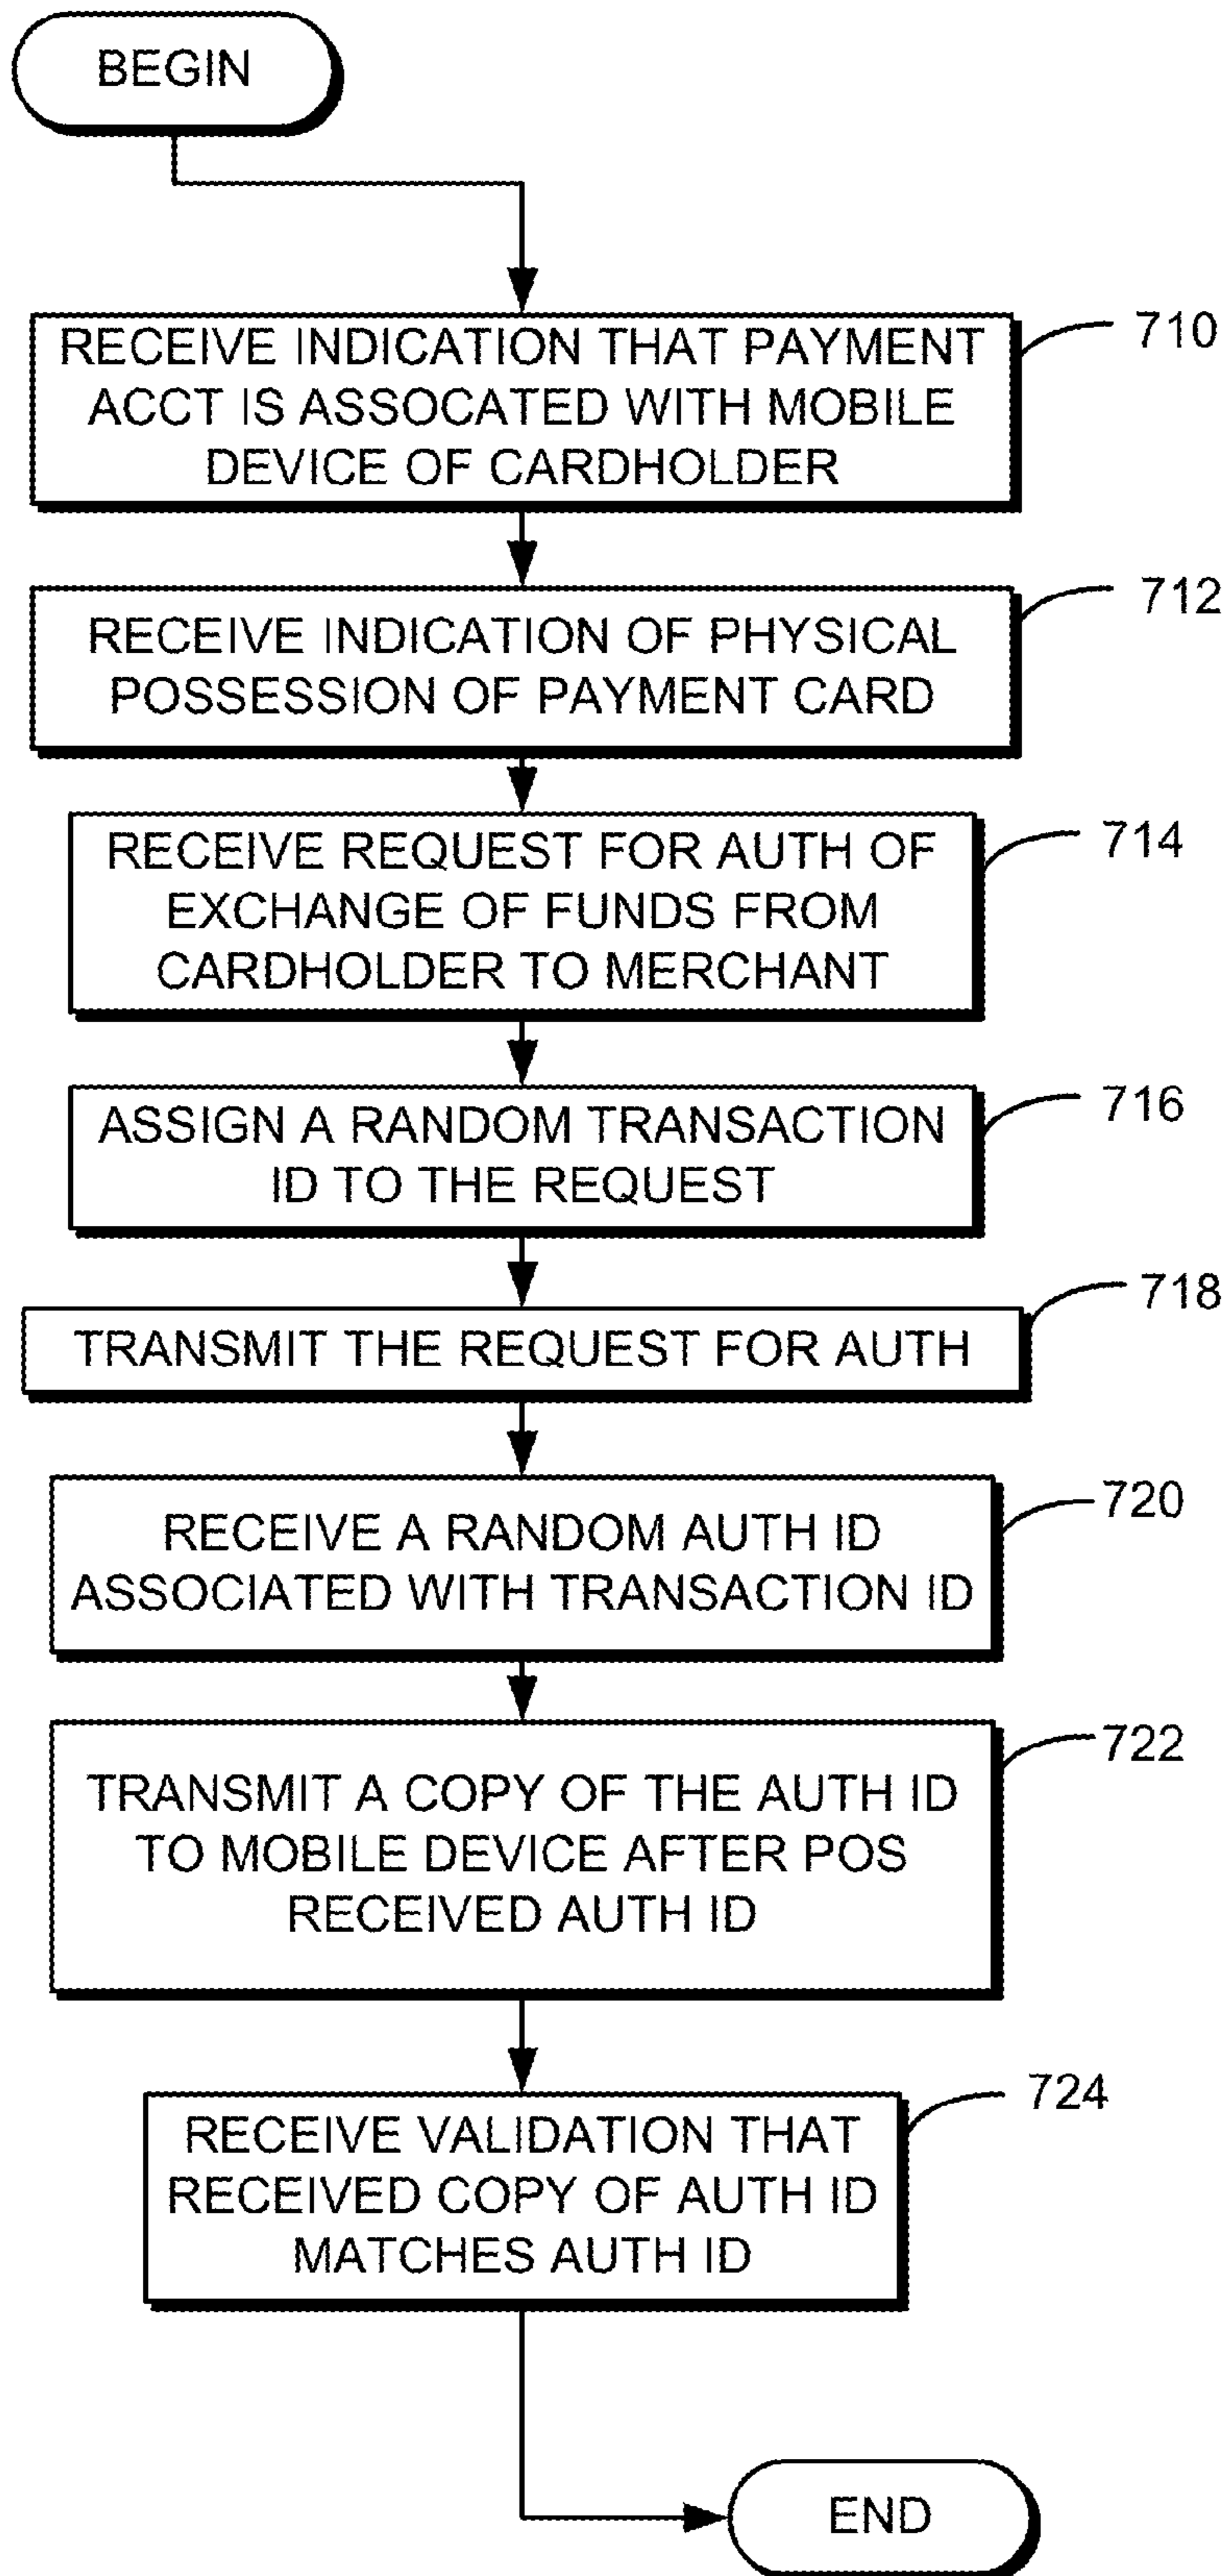 BEGIN
RECEIVE INDICATION THAT PAYMENT
ACCT IS ASSOCATED WITH MOBILE
DEVICE OF CARDHOLDER
710
RECEIVE INDICATION OF PHYSICAL
POSSESSION OF PAYMENT CARD
712
RECEIVE REQUEST FOR AUTH OF
EXCHANGE OF FUNDS FROM
CARDHOLDER TO MERCHANT
714
ASSIGN A RANDOM TRANSACTION
ID TO THE REQUEST
716
TRANSMIT THE REQUEST FOR AUTH
718
RECEIVE A RANDOM AUTH ID
ASSOCIATED WITH TRANSACTION ID
720
TRANSMIT A COPY OF THE AUTH ID
TO MOBILE DEVICE AFTER POS
RECEIVED AUTH ID
722
RECEIVE VALIDATION THAT
RECEIVED COPY OF AUTH ID
MATCHES AUTH ID
724
END